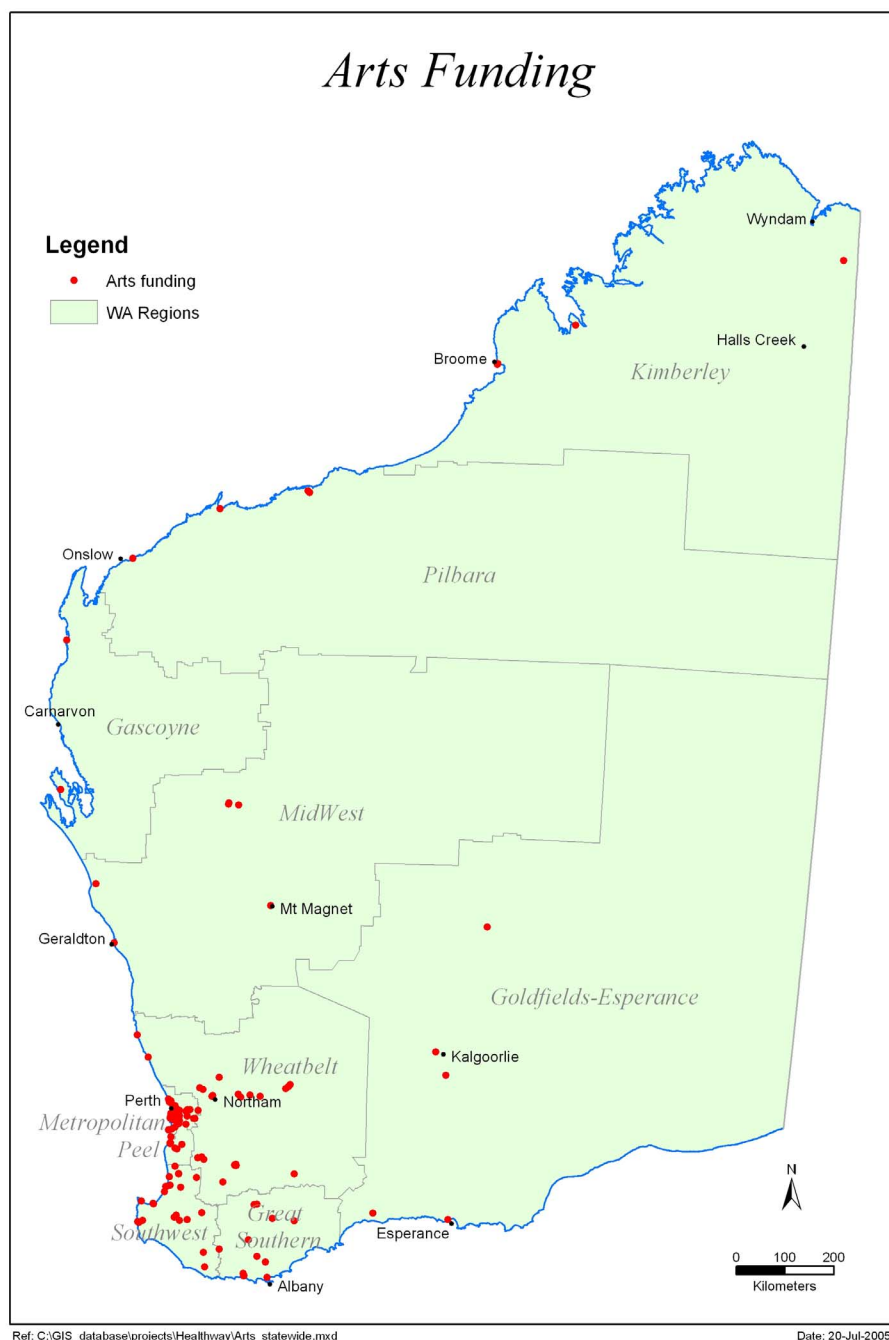 Arts Funding
Wyndam
Legend
Arts funding
WA Regions
Halls Creek
Broome
Kimberley
Onslow
Pilbara
Carnarvon
Gascoyne
MidWest
Mt Magnet
Geraldton
Goldfields-Esperance
Kalgoorlie
Wheatbelt
Perth
Northam
Metropolitan
Peel
N
Great
Southwest
Southern
Esperance
0 100 200
Kilometers
Albany
Ref: C:\GIS_database\projects\Healthway\Arts_statewide.mxd
Date: 20-Jul-2005